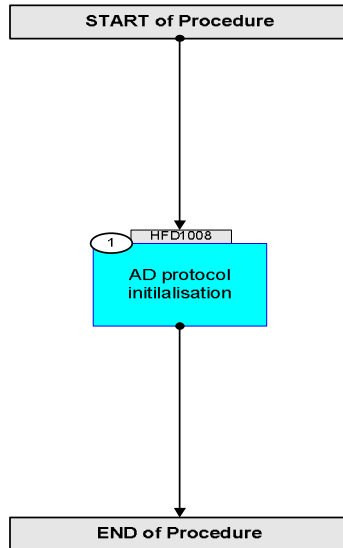 START of Procedure
HFD1008
1
AD protocol
initilalisation
END of Procedure